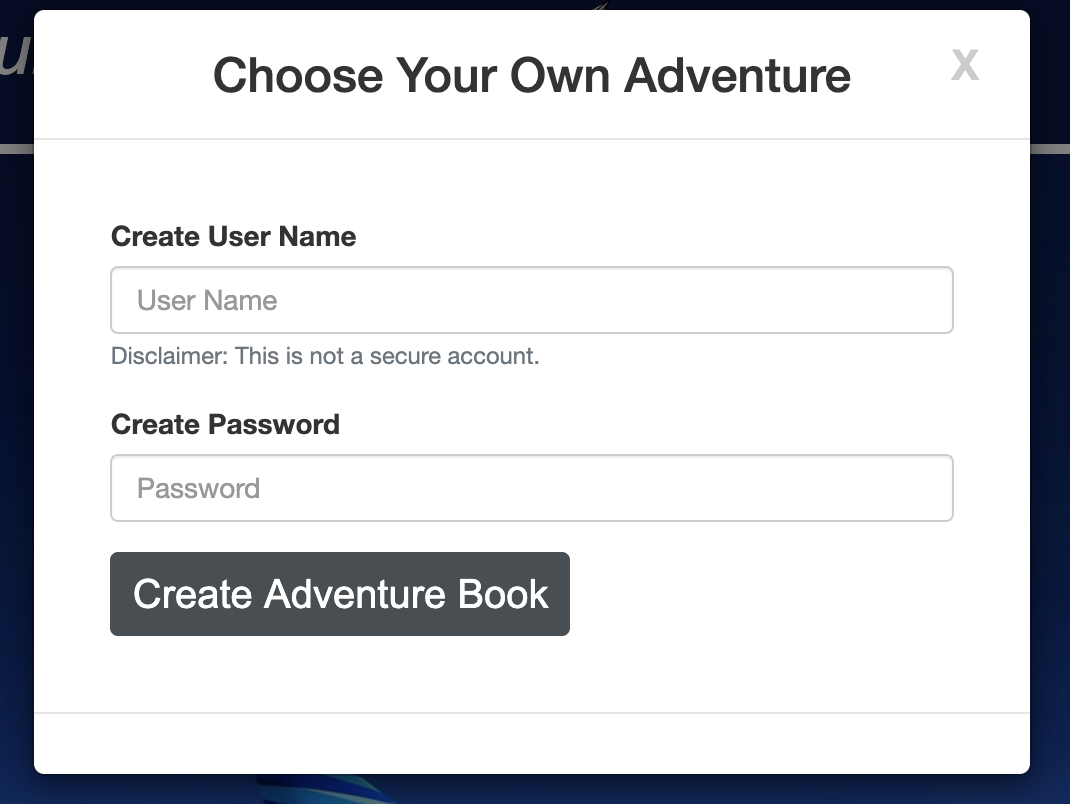 Choose Your Own Adventure
X
Create User Name
User Name
Disclaimer: This is not a secure account.
Create Password
Password
Create Adventure Book